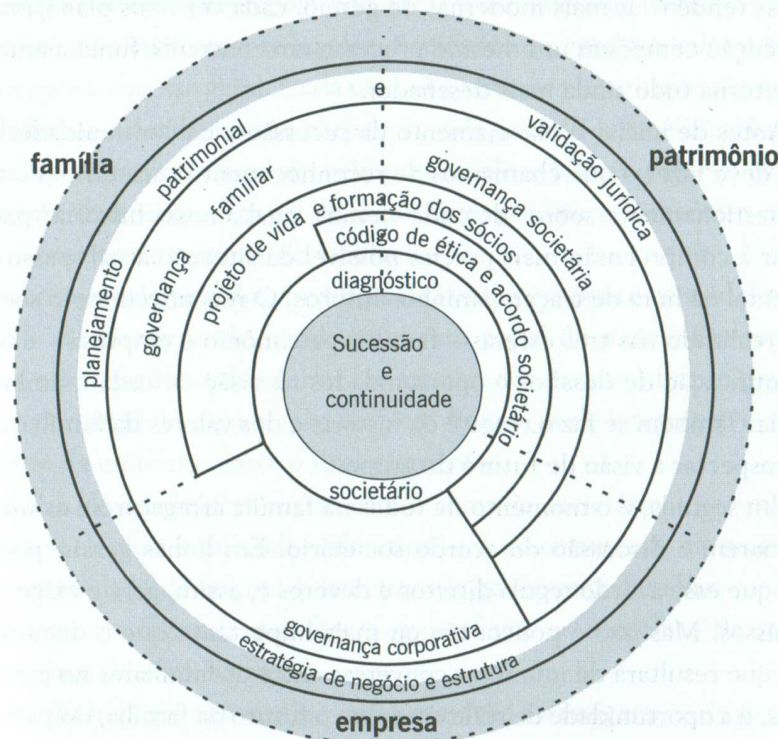 família
patrimônio
planejamento patrimonial
validação jurídica
governança familiar
governança societária
projeto de vida e formação dos sócios
código de ética e acordo societário
diagnóstico
Sucessão
e
continuidade
societário
governança corporativa
estratégia de negócio e estrutura
empresa